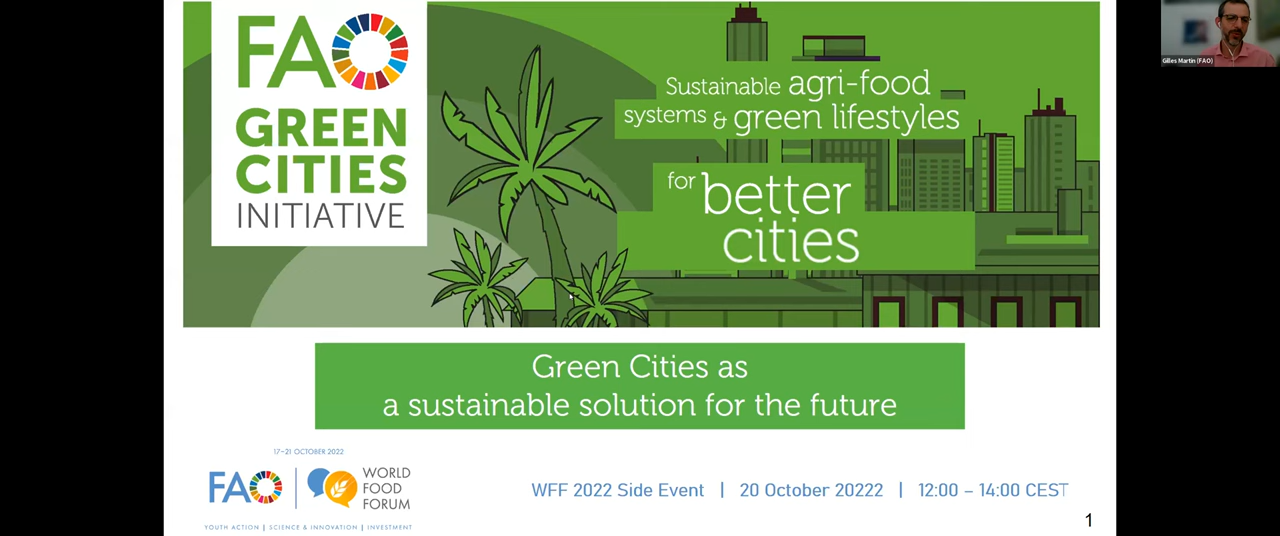 FAO
GREEN
CITIES
INITIATIVE
Sustainable agri-food
systems & green lifestyles
for better
cities
Gilles Martin (FAO)
Green Cities as
a sustainable solution for the future
17-21 OCTOBER 2022
FAO
WORLD
FOOD
FORUM
YOUTH ACTION | SCIENCE & INNOVATION | INVESTMENT
WFF 2022 Side Event | 20 October 20222 | 12:00 – 14:00 CEST
1